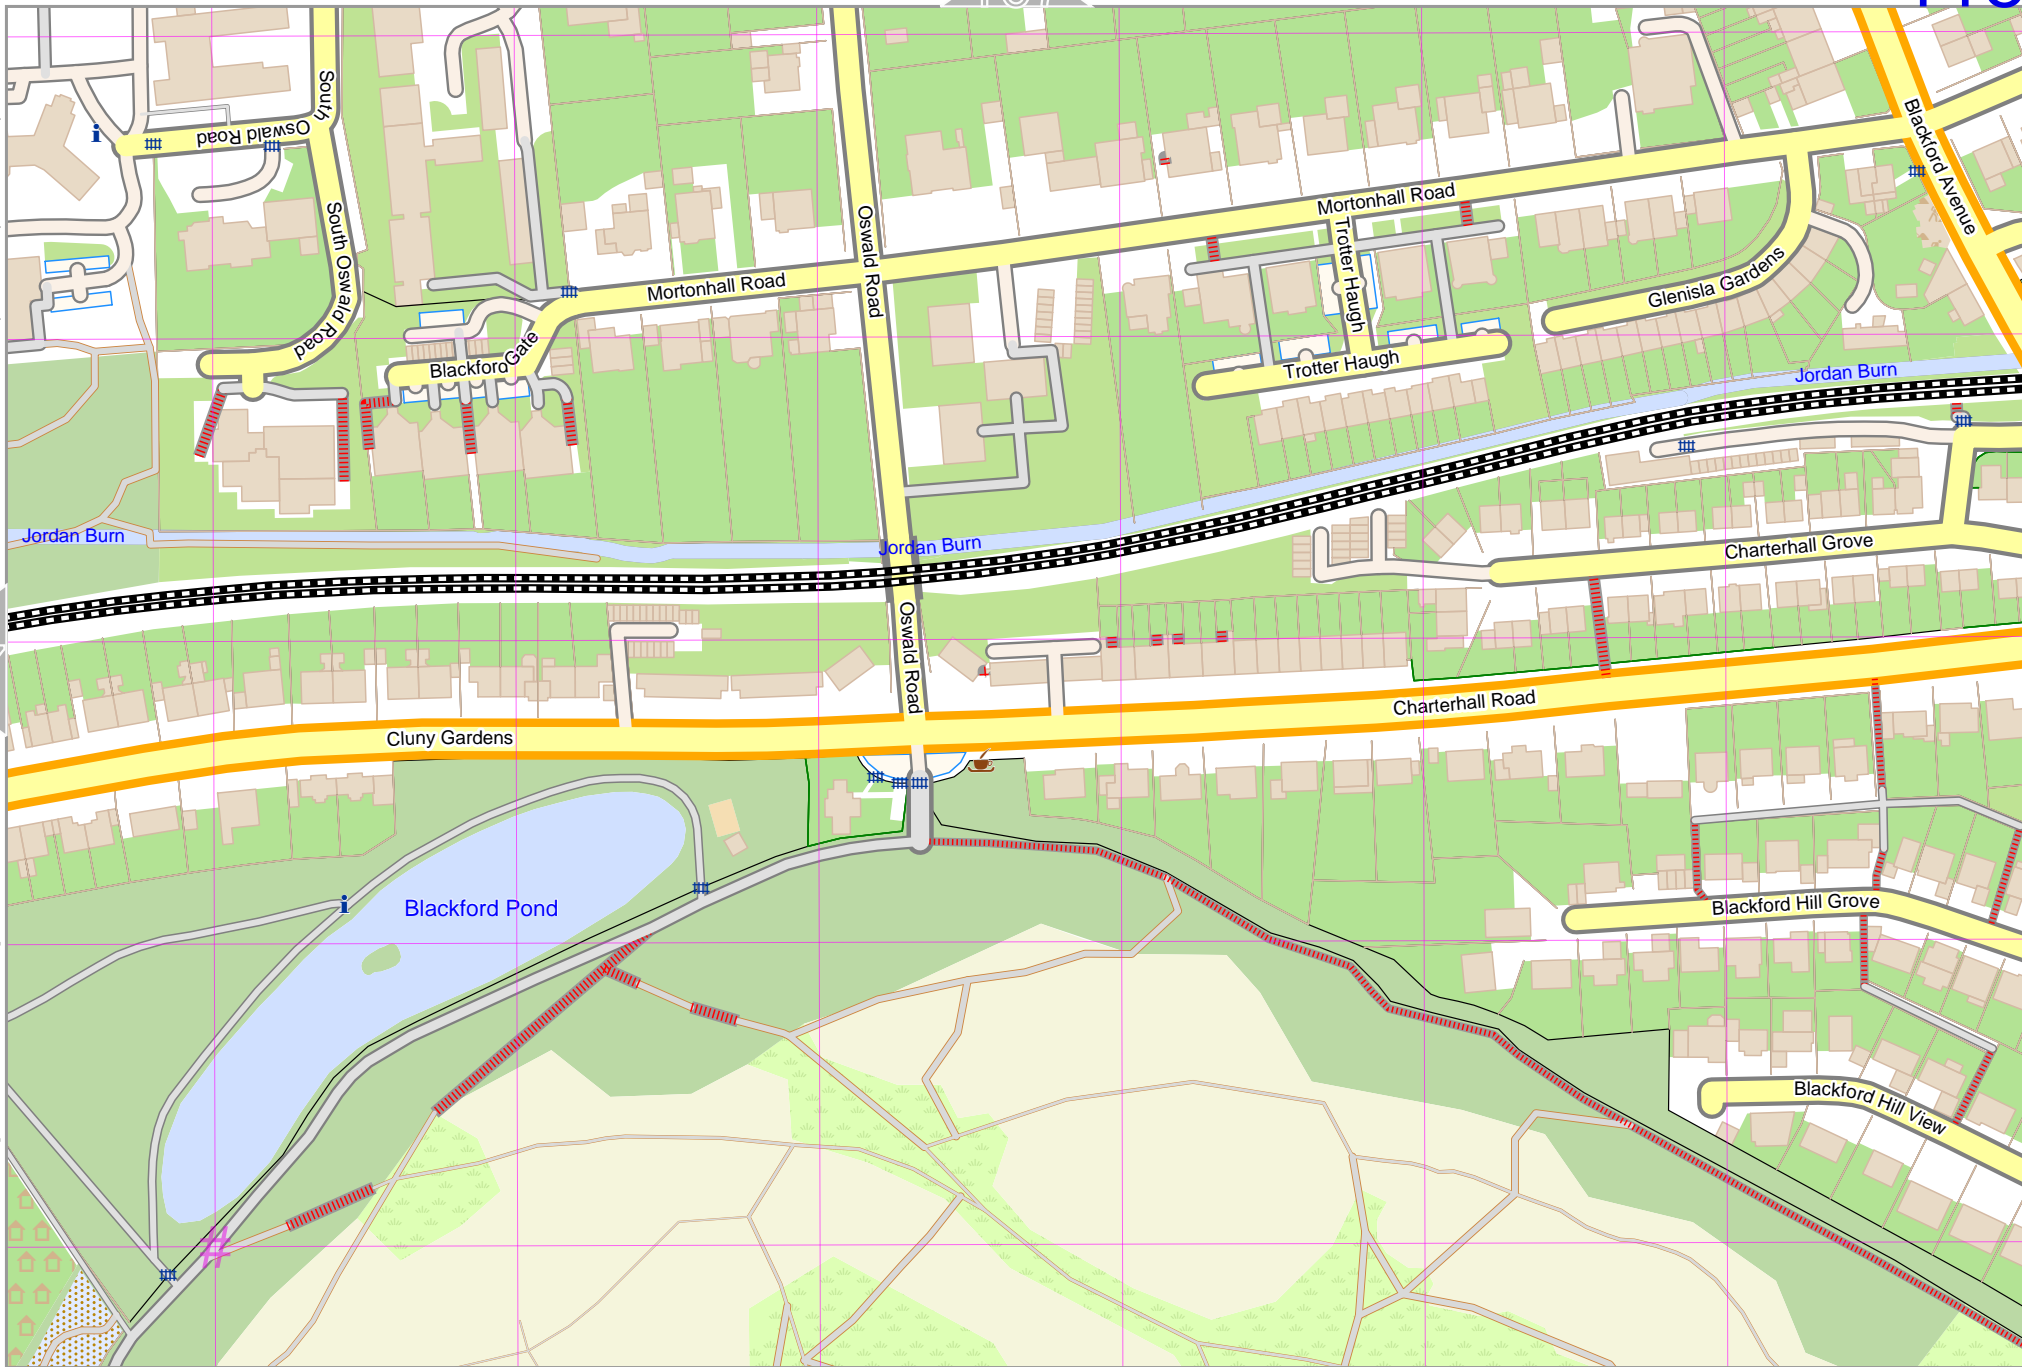 South
Oswald Road
South Oswald Road
Road
Oswald Road
Mortonhall Road
Mortonhall Road
Blackford Avenue
Trotter Haugh
Trotter Haugh
Glenisla Gardens
Blackford Gate
Jordan Burn
Jordan Burn
Jordan Burn
Charterhall Grove
Oswald Road
Charterhall Road
Cluny Gardens
Blackford Pond
Blackford Hill Grove
Blackford Hill View
i
i
#